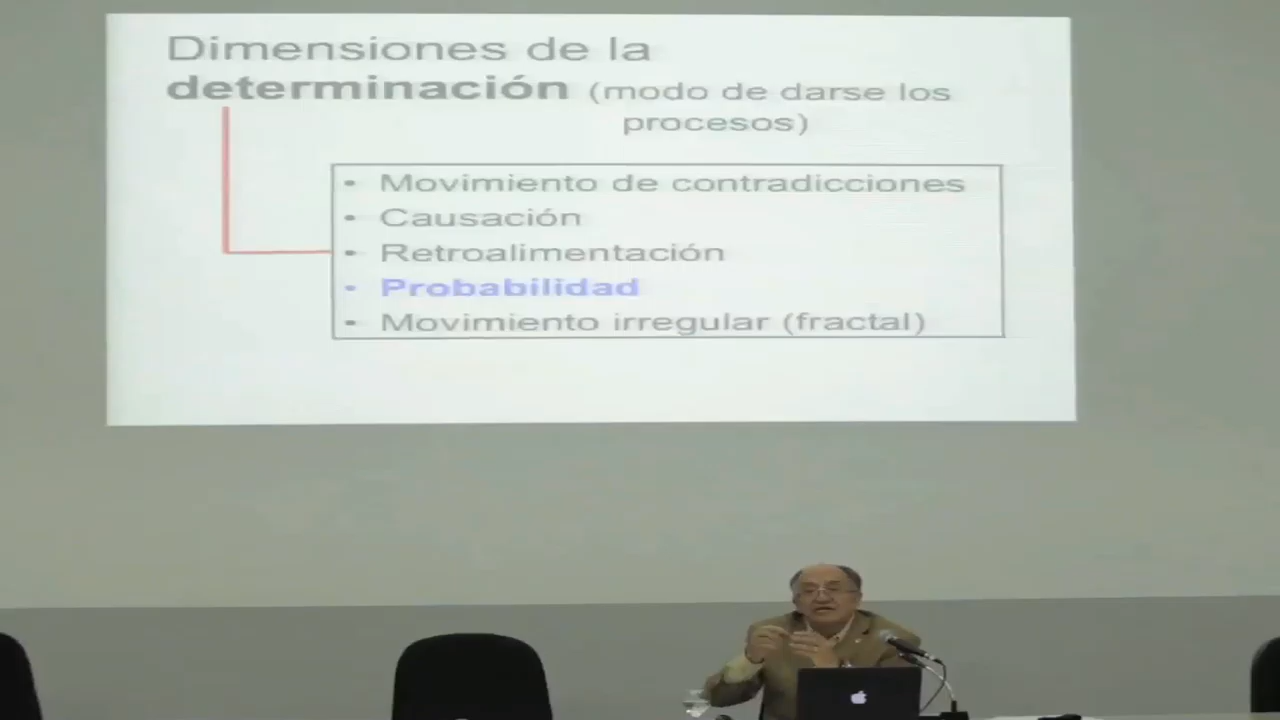 Dimensiones de la
determinación (modo de darse los
procesos)
• Movimiento de contradicciones
• Causación
• Retroalimentación
• Probabilidad
• Movimiento irregular (fractal)